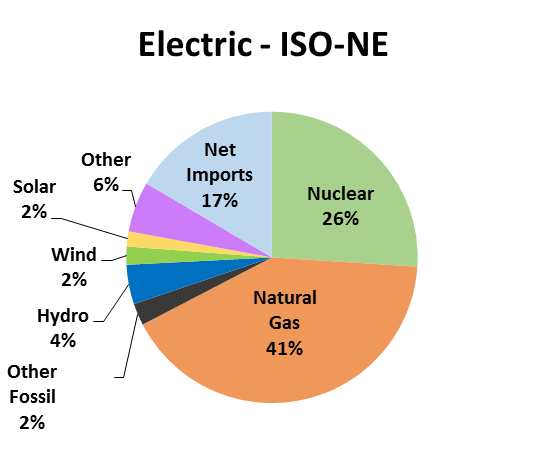 Electric - ISO-NE
Net
Imports
17%
Nuclear
26%
Natural
Gas
41%
Other
Fossil
2%
Hydro
4%
Wind
2%
Solar
2%
Other
6%